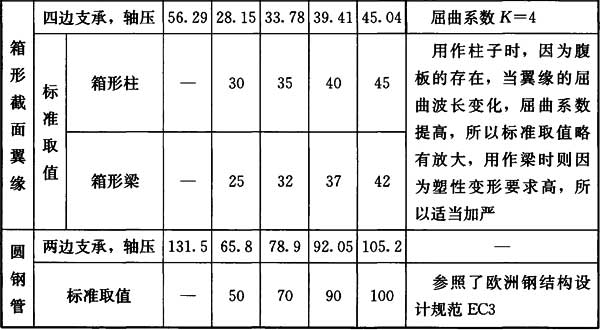 箱形截面翼缘
四边支承，轴压 56.29 28.15 33.78 39.41 45.04 屈曲系数 K＝4
标准取值
箱形柱 — 30 35 40 45
箱形梁 — 25 32 37 42
用作柱子时，因为腹
板的存在，当翼缘的屈
曲波长变化，屈曲系数
提高，所以标准取值略
有放大，用作梁时则因
为塑性变形要求高，所
以适当加严
圆钢管
两边支承，轴压 131.5 65.8 78.9 92.05 105.2 —
标准取值 — 50 70 90 100
参照了欧洲钢结构设
计规范 EC3